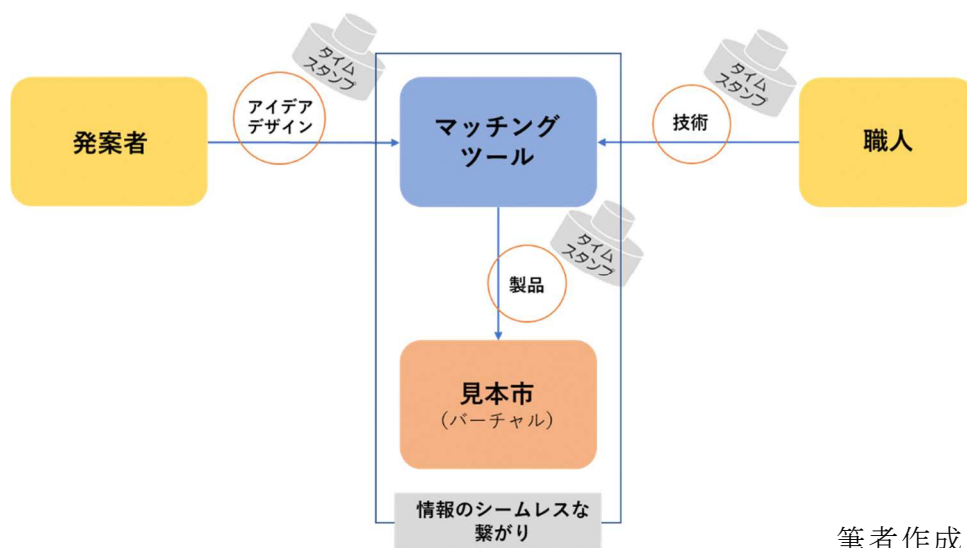 タイム
スタンプ
タイム
スタンプ
発案者
アイデア
デザイン
マッチング
ツール
技術
職人
タイム
スタンプ
製品
見本市
（バーチャル）
情報のシームレスな
繋がり
筆者作成